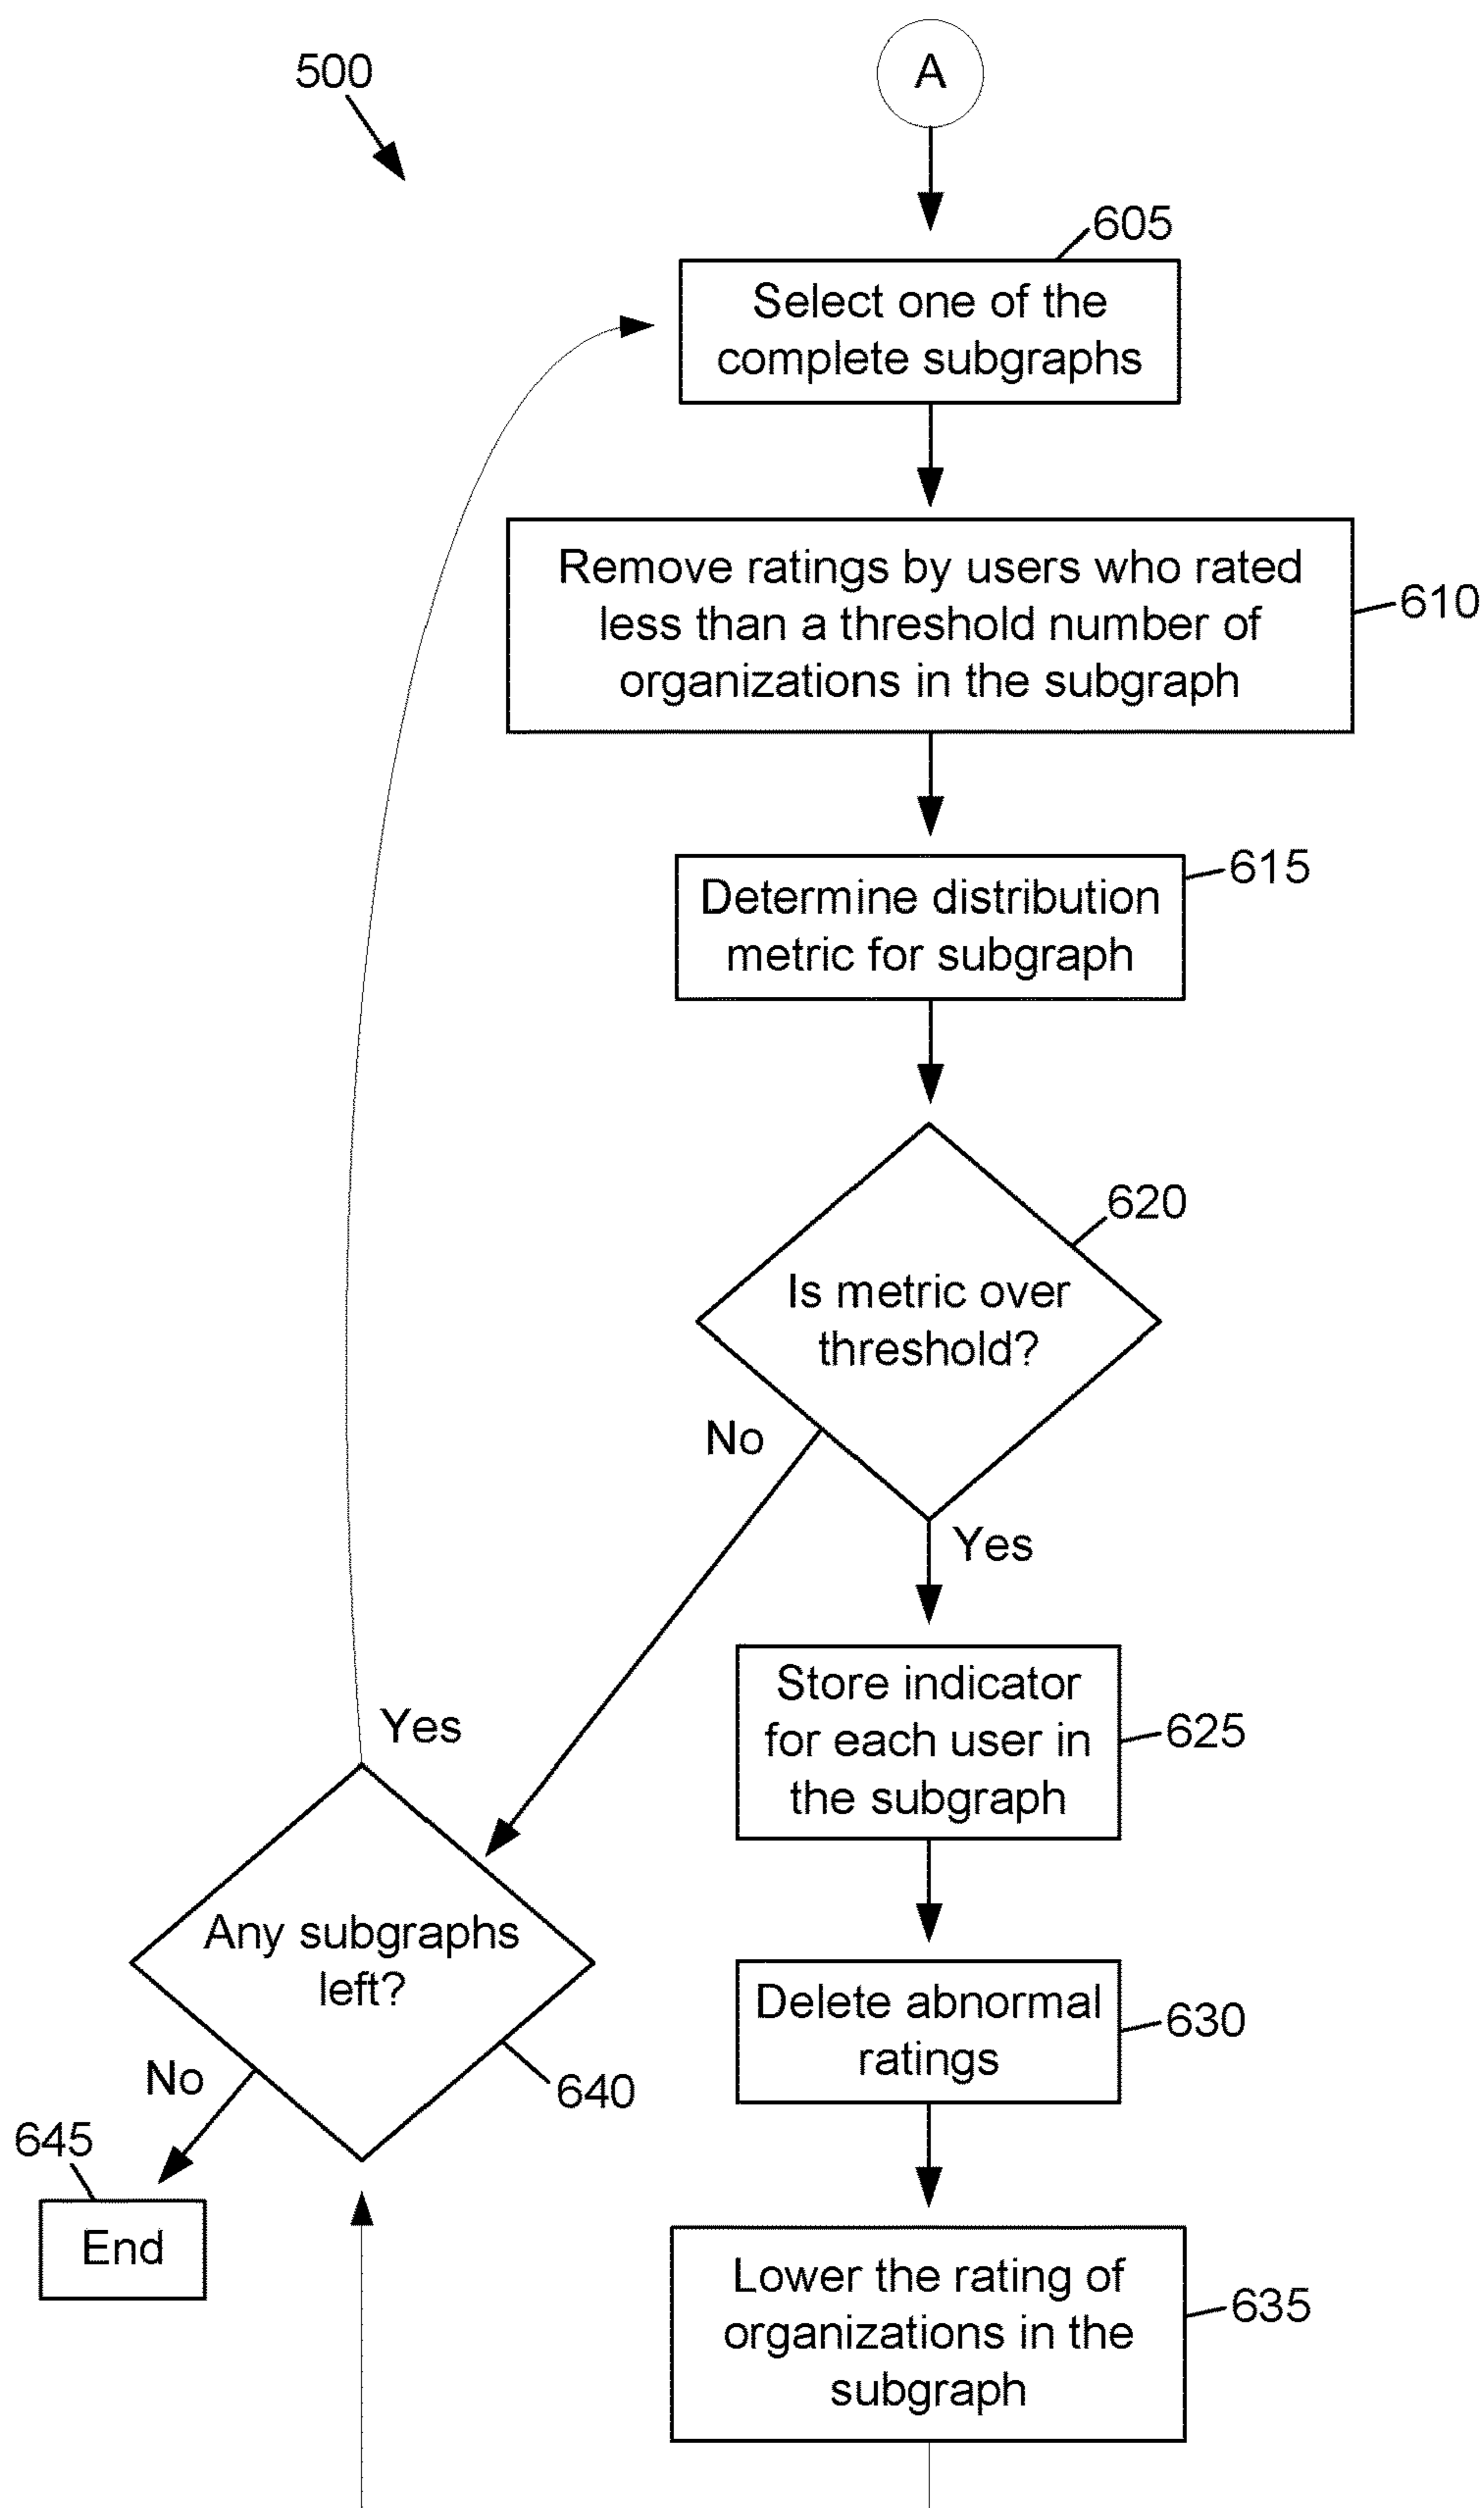 500
A
605
Select one of the
complete subgraphs
Remove ratings by users who rated
less than a threshold number of
organizations in the subgraph
610
615
Determine distribution
metric for subgraph
620
Is metric over
threshold?
No
Yes
Store indicator
for each user in
the subgraph
625
Yes
Any subgraphs
left?
Delete abnormal
ratings
630
No
640
645
End
Lower the rating of
organizations in the
subgraph
635